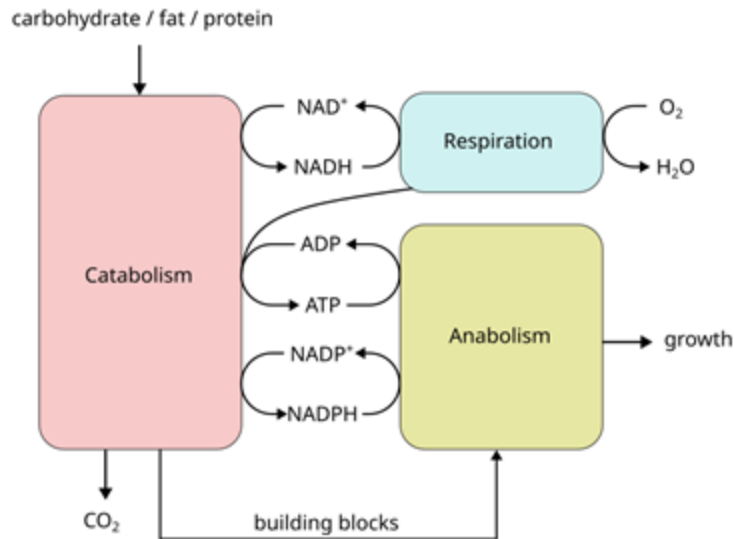 carbohydrate / fat / protein
NAD⁺
O₂
Respiration
NADH
H₂O
ADP
Catabolism
ATP
Anabolism
growth
NADP⁺
NADPH
CO₂
building blocks